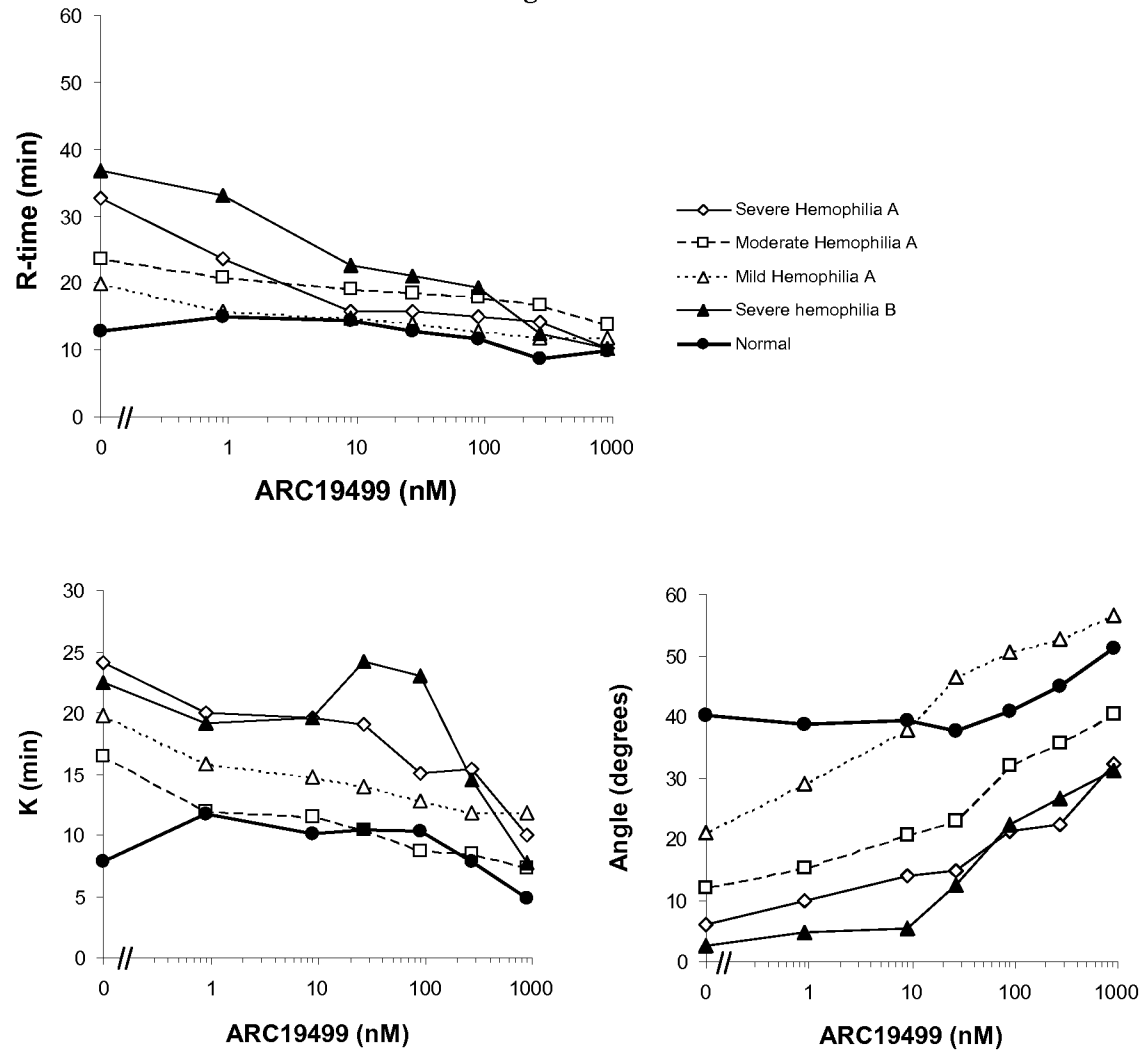 60
50
40
30
20
10
0
R-time (min)
0 1 10 100 1000
ARC19499 (nM)
Severe Hemophilia A
Moderate Hemophilia A
Mild Hemophilia A
Severe hemophilia B
Normal
30
25
20
15
10
5
0
K (min)
0 1 10 100 1000
ARC19499 (nM)
60
50
40
30
20
10
0
Angle (degrees)
0 1 10 100 1000
ARC19499 (nM)